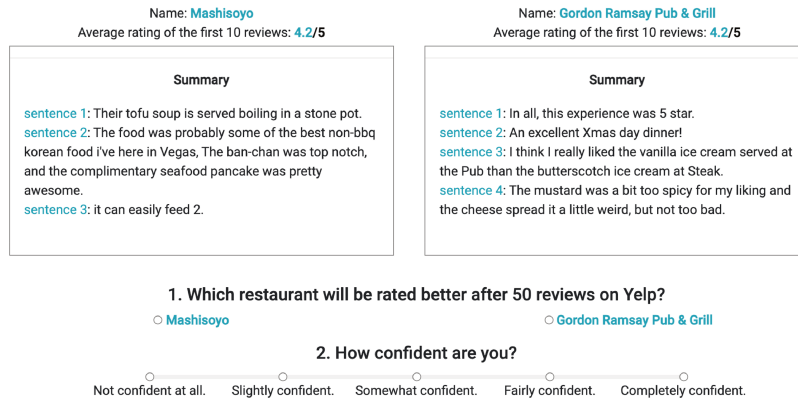 Name: Mashisoyo
Average rating of the first 10 reviews: 4.2/5
Summary
sentence 1: Their tofu soup is served boiling in a stone pot.
sentence 2: The food was probably some of the best non-bbq
korean food i've here in Vegas, The ban-chan was top notch,
and the complimentary seafood pancake was pretty
awesome.
sentence 3: it can easily feed 2.
Name: Gordon Ramsay Pub & Grill
Average rating of the first 10 reviews: 4.2/5
Summary
sentence 1: In all, this experience was 5 star.
sentence 2: An excellent Xmas day dinner!
sentence 3: I think I really liked the vanilla ice cream served at
the Pub than the butterscotch ice cream at Steak.
sentence 4: The mustard was a bit too spicy for my liking and
the cheese spread it a little weird, but not too bad.
1. Which restaurant will be rated better after 50 reviews on Yelp?
Mashisoyo
Gordon Ramsay Pub & Grill
2. How confident are you?
Not confident at all.
Slightly confident.
Somewhat confident.
Fairly confident.
Completely confident.